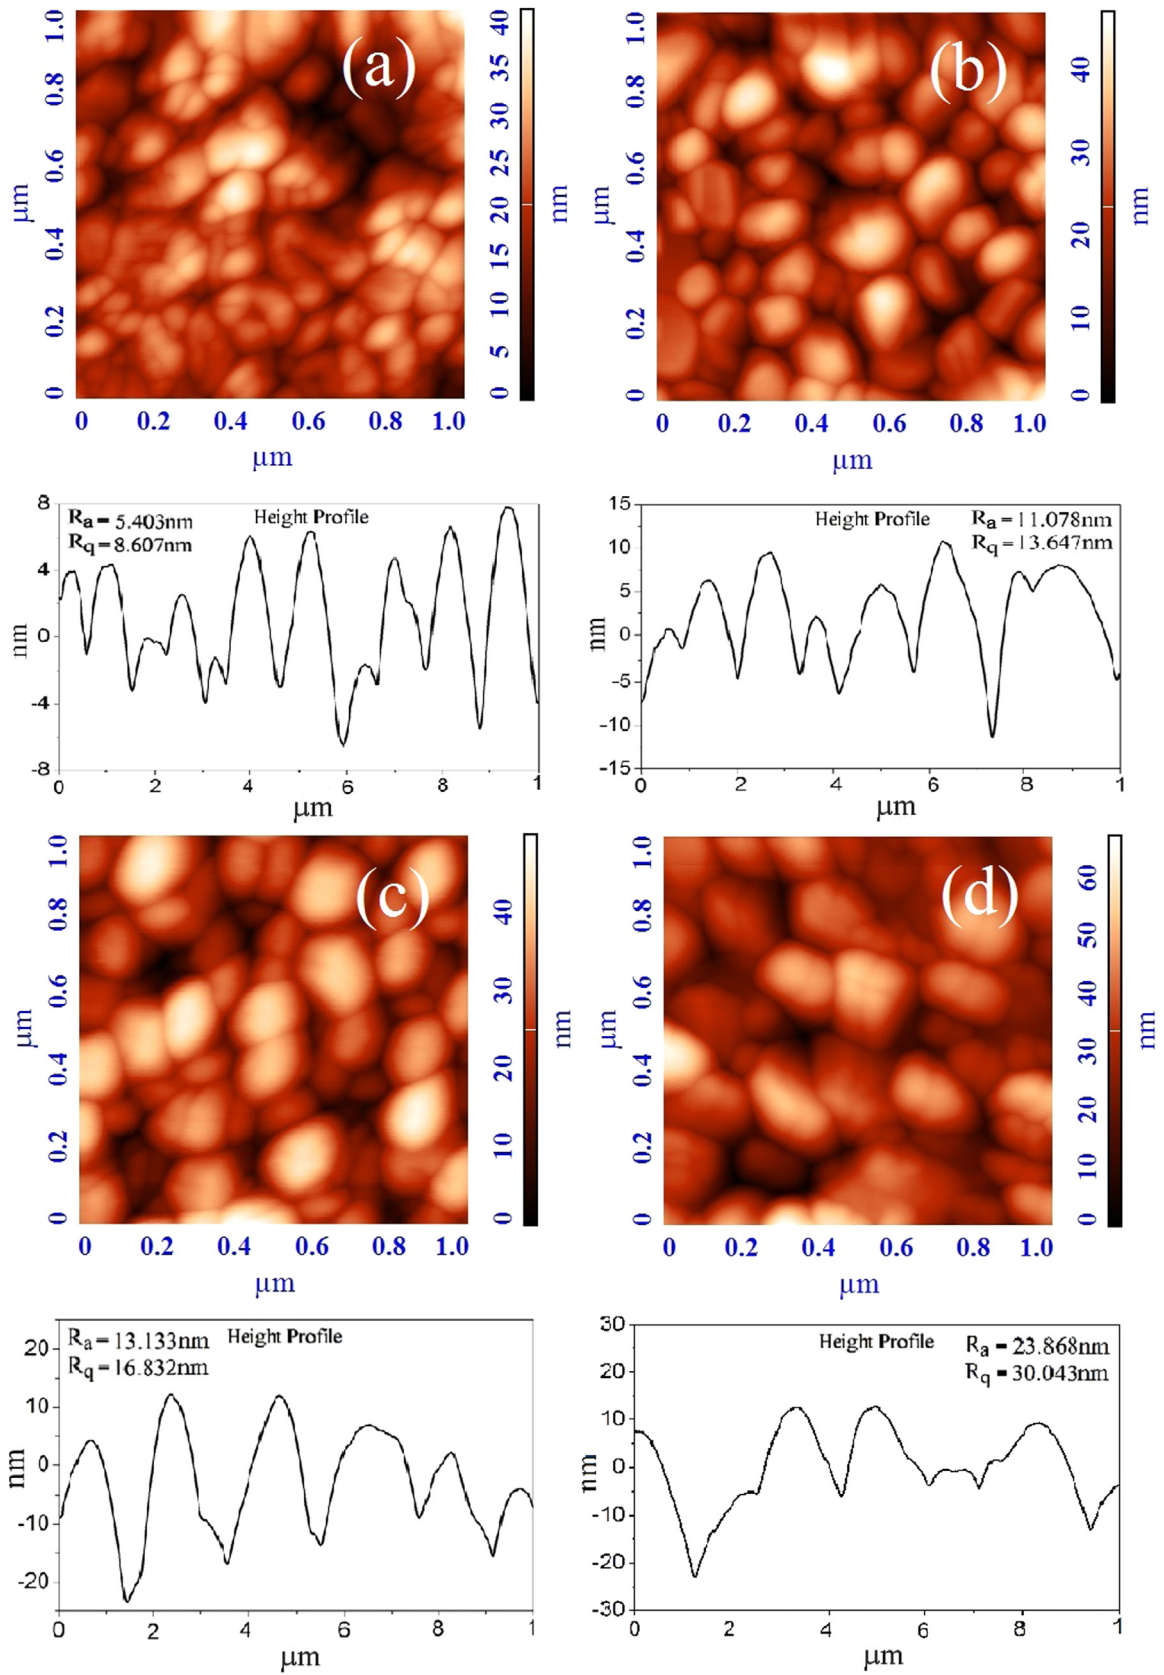 (a)
1.0
0.8
0.6
0.4
0.2
0
µm
0 0.2 0.4 0.6 0.8 1.0
µm
40
35
30
25
20
15
10
5
0
nm
(b)
1.0
0.8
0.6
0.4
0.2
0
µm
0 0.2 0.4 0.6 0.8 1.0
µm
40
30
20
10
0
nm
8
4
0
-4
-8
nm
Ra = 5.403nm
Rq = 8.607nm
Height Profile
0 2 4 6 8 1
µm
15
10
5
0
-5
-10
-15
nm
Height Profile
Ra = 11.078nm
Rq = 13.647nm
0 2 4 6 8 1
µm
(c)
1.0
0.8
0.6
0.4
0.2
0
µm
0 0.2 0.4 0.6 0.8 1.0
µm
40
30
20
10
0
nm
(d)
1.0
0.8
0.6
0.4
0.2
0
µm
0 0.2 0.4 0.6 0.8 1.0
µm
60
50
40
30
20
10
0
nm
20
10
0
-10
-20
nm
Ra = 13.133nm
Rq = 16.832nm
Height Profile
0 2 4 6 8 1
µm
30
20
10
0
-10
-20
-30
nm
Height Profile
Ra = 23.868nm
Rq = 30.043nm
0 2 4 6 8 1
µm